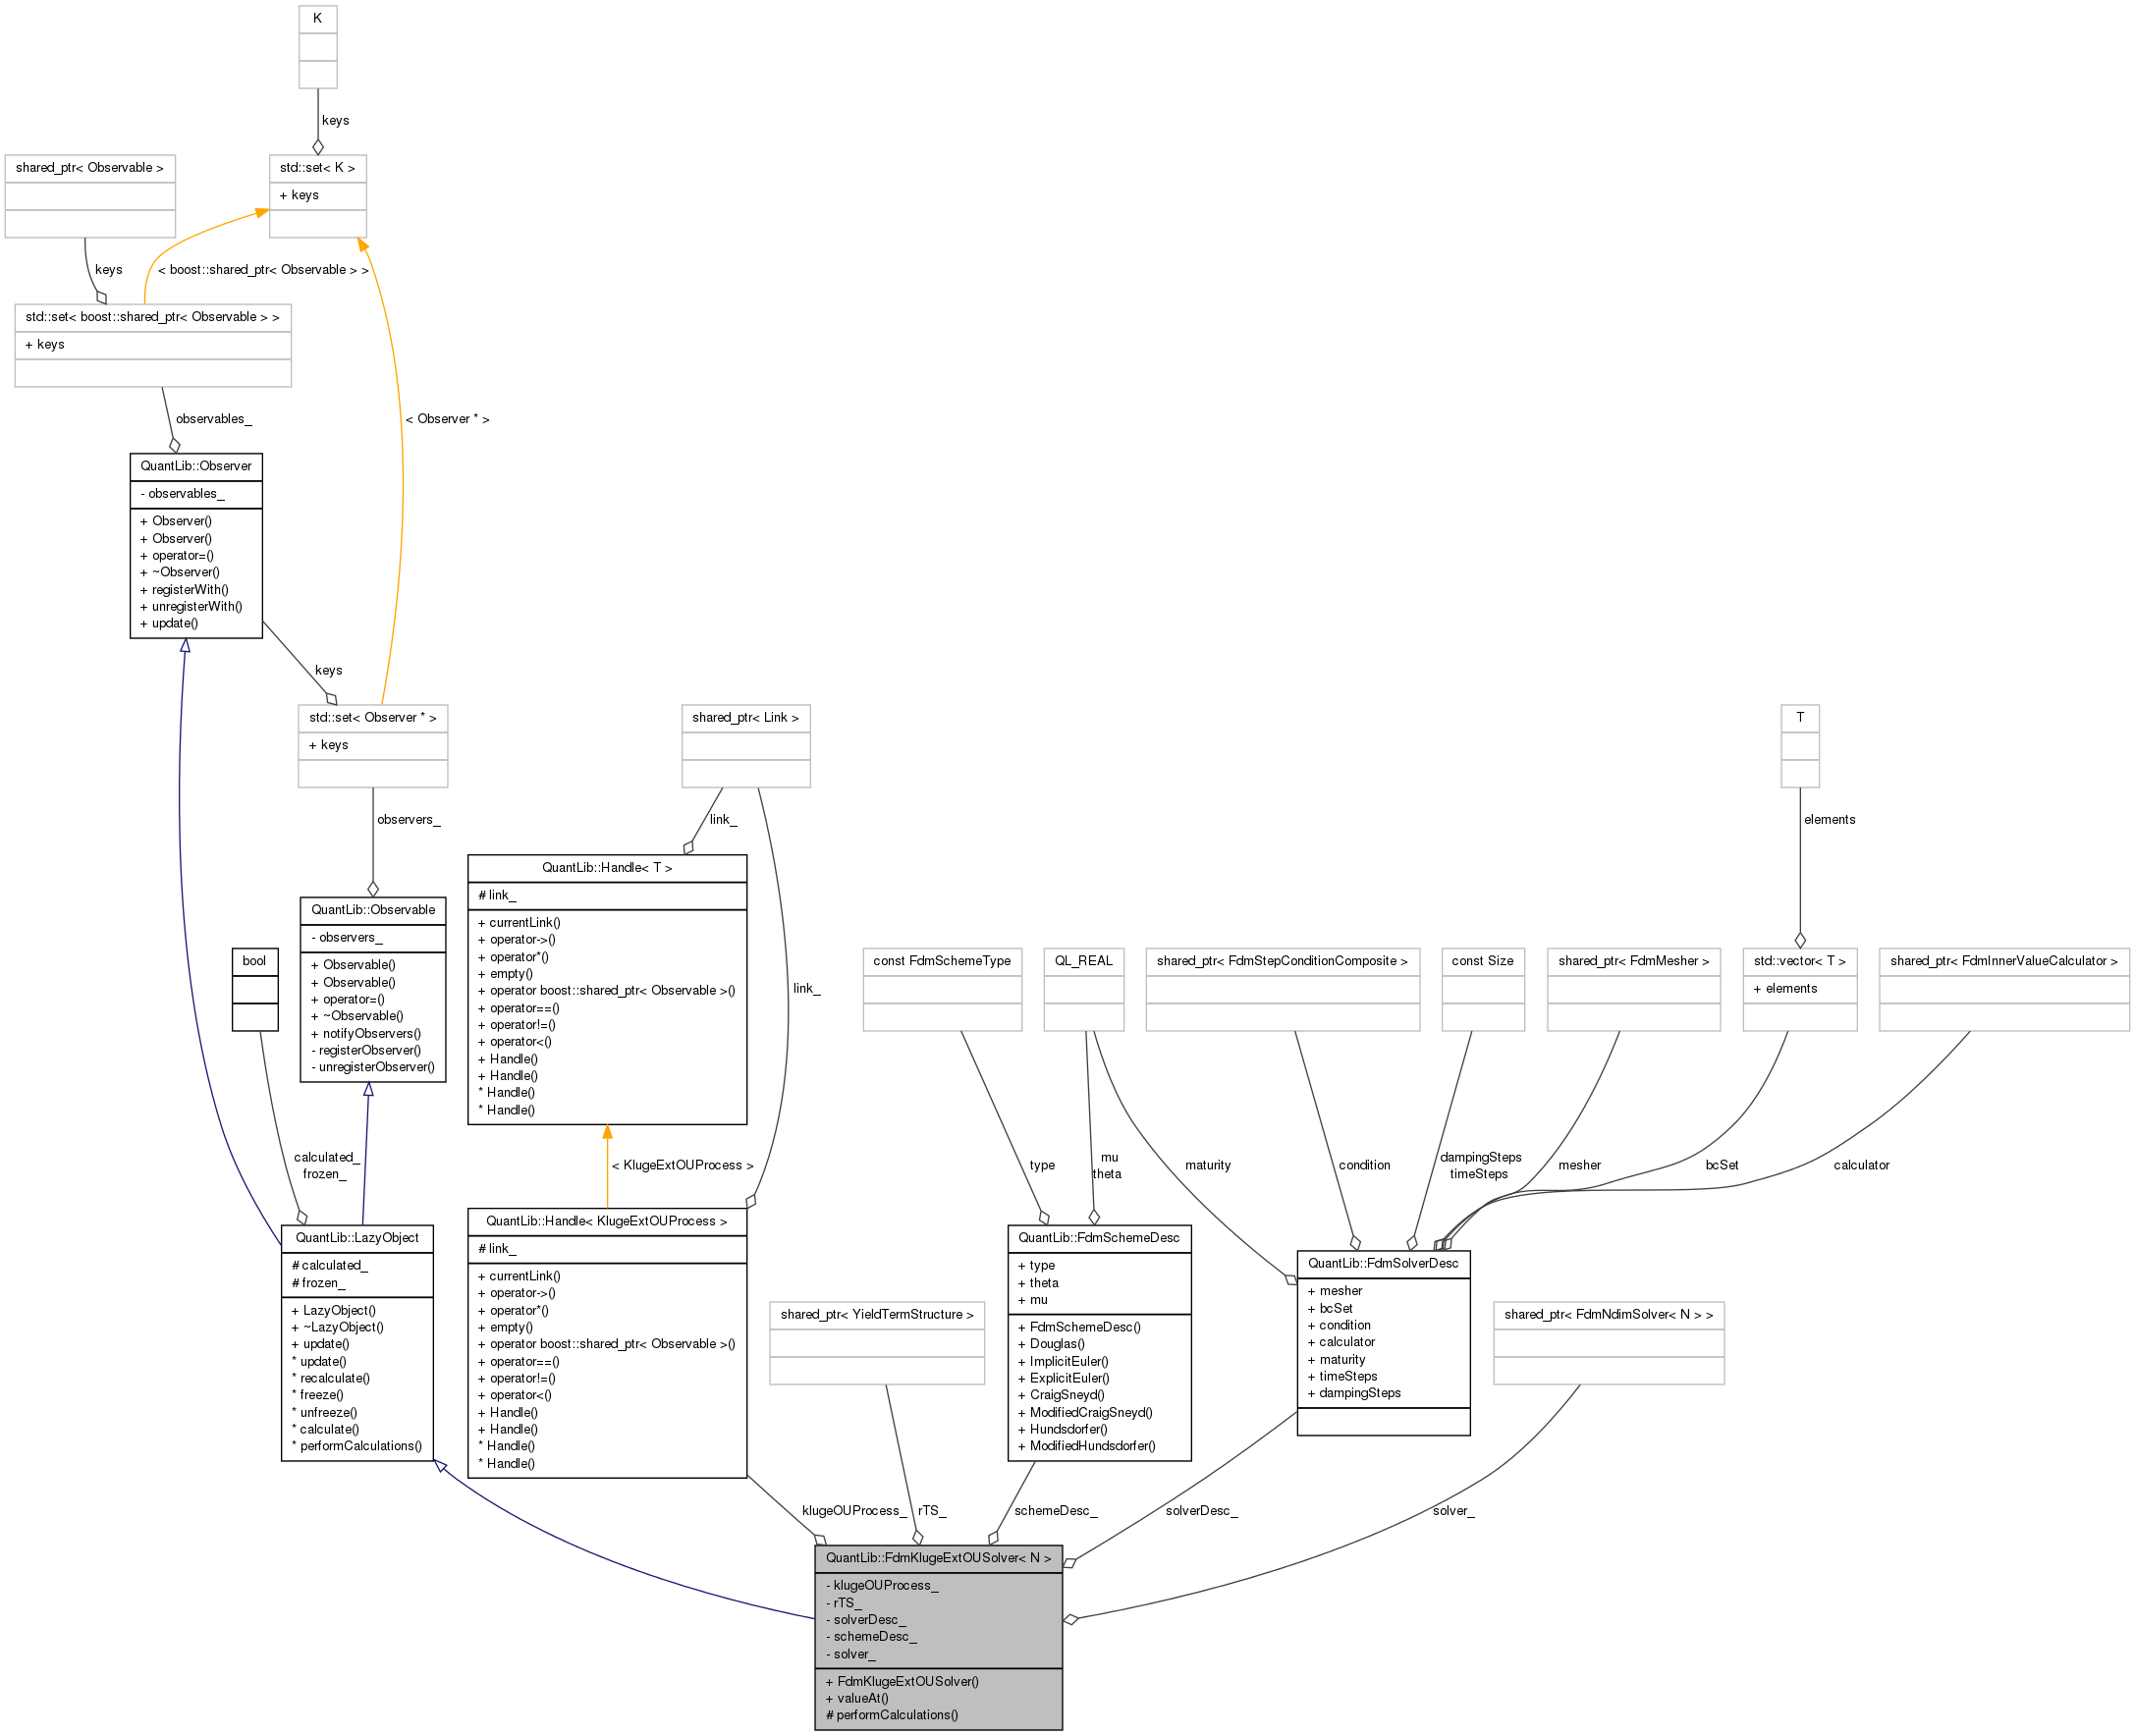 K
keys
shared_ptr< Observable >
std::set< K >
+ keys
keys
< boost::shared_ptr< Observable > >
std::set< boost::shared_ptr< Observable > >
+ keys
observables_
< Observer * >
QuantLib::Observer
- observables_
+ Observer()
+ Observer()
+ operator=()
+ ~Observer()
+ registerWith()
+ unregisterWith()
+ update()
keys
std::set< Observer * >
+ keys
shared_ptr< Link >
T
observers_
link_
elements
QuantLib::Handle< T >
# link_
+ currentLink()
+ operator->()
+ operator*()
+ empty()
+ operator boost::shared_ptr< Observable >()
+ operator==()
+ operator!=()
+ operator<()
+ Handle()
+ Handle()
* Handle()
* Handle()
QuantLib::Observable
- observers_
+ Observable()
+ Observable()
+ operator=()
+ ~Observable()
+ notifyObservers()
- registerObserver()
- unregisterObserver()
bool
link_
const FdmSchemeType
QL_REAL
shared_ptr< FdmStepConditionComposite >
const Size
shared_ptr< FdmMesher >
std::vector< T >
+ elements
shared_ptr< FdmInnerValueCalculator >
calculated_
frozen_
< KlugeExtOUProcess >
type
mu
theta
maturity
condition
dampingSteps
timeSteps
mesher
bcSet
calculator
QuantLib::LazyObject
# calculated_
# frozen_
+ LazyObject()
+ ~LazyObject()
+ update()
* update()
* recalculate()
* freeze()
* unfreeze()
* calculate()
* performCalculations()
QuantLib::Handle< KlugeExtOUProcess >
# link_
+ currentLink()
+ operator->()
+ operator*()
+ empty()
+ operator boost::shared_ptr< Observable >()
+ operator==()
+ operator!=()
+ operator<()
+ Handle()
+ Handle()
* Handle()
* Handle()
shared_ptr< YieldTermStructure >
QuantLib::FdmSchemeDesc
+ type
+ theta
+ mu
+ FdmSchemeDesc()
+ Douglas()
+ ImplicitEuler()
+ ExplicitEuler()
+ CraigSneyd()
+ ModifiedCraigSneyd()
+ Hundsdorfer()
+ ModifiedHundsdorfer()
QuantLib::FdmSolverDesc
+ mesher
+ bcSet
+ condition
+ calculator
+ maturity
+ timeSteps
+ dampingSteps
shared_ptr< FdmNdimSolver< N > >
klugeOUProcess_
rTS_
schemeDesc_
solverDesc_
solver_
QuantLib::FdmKlugeExtOUSolver< N >
- klugeOUProcess_
- rTS_
- solverDesc_
- schemeDesc_
- solver_
+ FdmKlugeExtOUSolver()
+ valueAt()
# performCalculations()